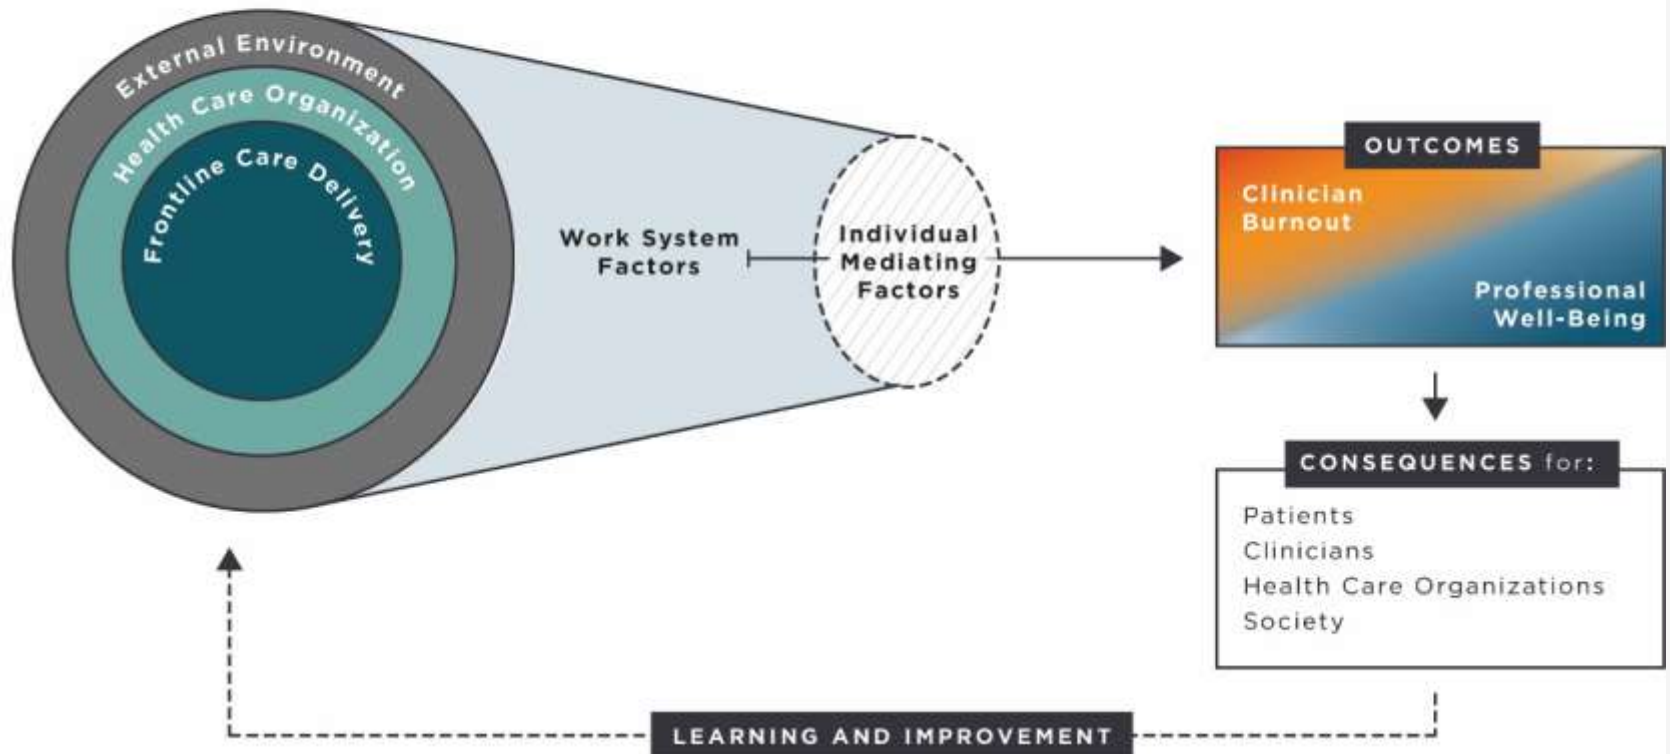 External Environment
Health Care Organization
Frontline Care Delivery
Work System
Factors
Individual
Mediating
Factors
OUTCOMES
Clinician
Burnout
Professional
Well-Being
CONSEQUENCES for:
Patients
Clinicians
Health Care Organizations
Society
LEARNING AND IMPROVEMENT